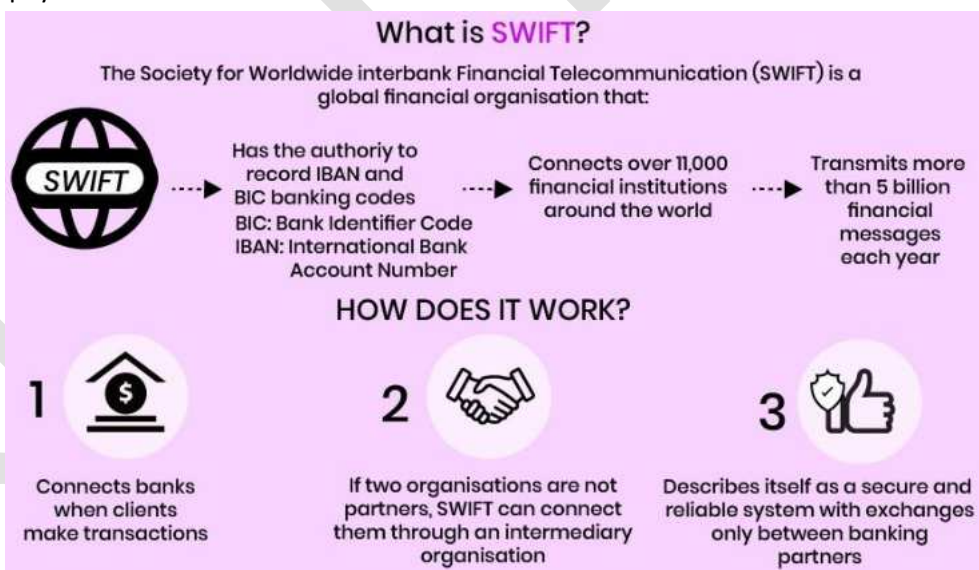 What is SWIFT?
The Society for Worldwide interbank Financial Telecommunication (SWIFT) is a
global financial organisation that:
SWIFT
Has the authoriy to
record IBAN and
BIC banking codes
BIC: Bank Identifier Code
IBAN: International Bank
Account Number
Connects over 11,000
financial institutions
around the world
Transmits more
than 5 billion
financial
messages
each year
HOW DOES IT WORK?
1
$
Connects banks
when clients
make transactions
2
If two organisations are not
partners, SWIFT can connect
them through an intermediary
organisation
3
Describes itself as a secure and
reliable system with exchanges
only between banking
partners